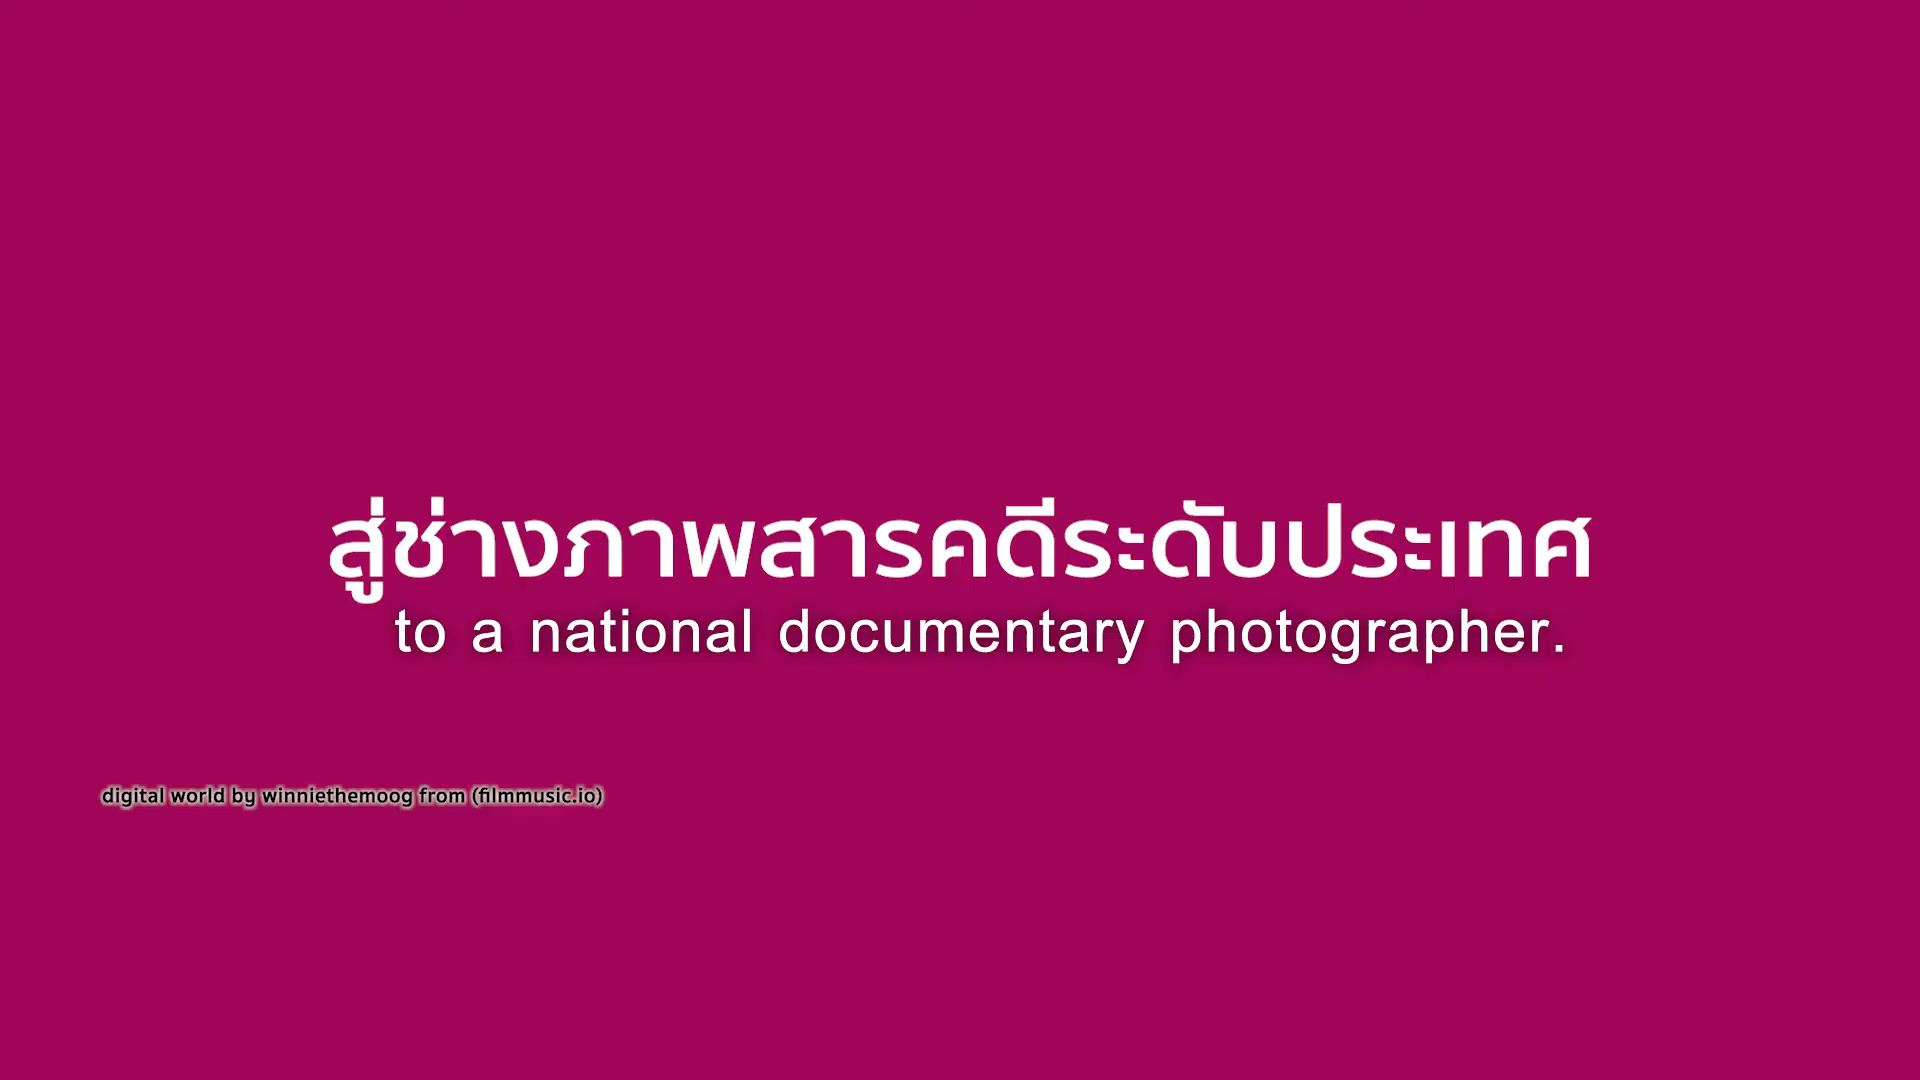 สู่ช่างภาพสารคดีระดับประเทศ
to a national documentary photographer.
digital world by winniethemoog from (filmmusic.io)